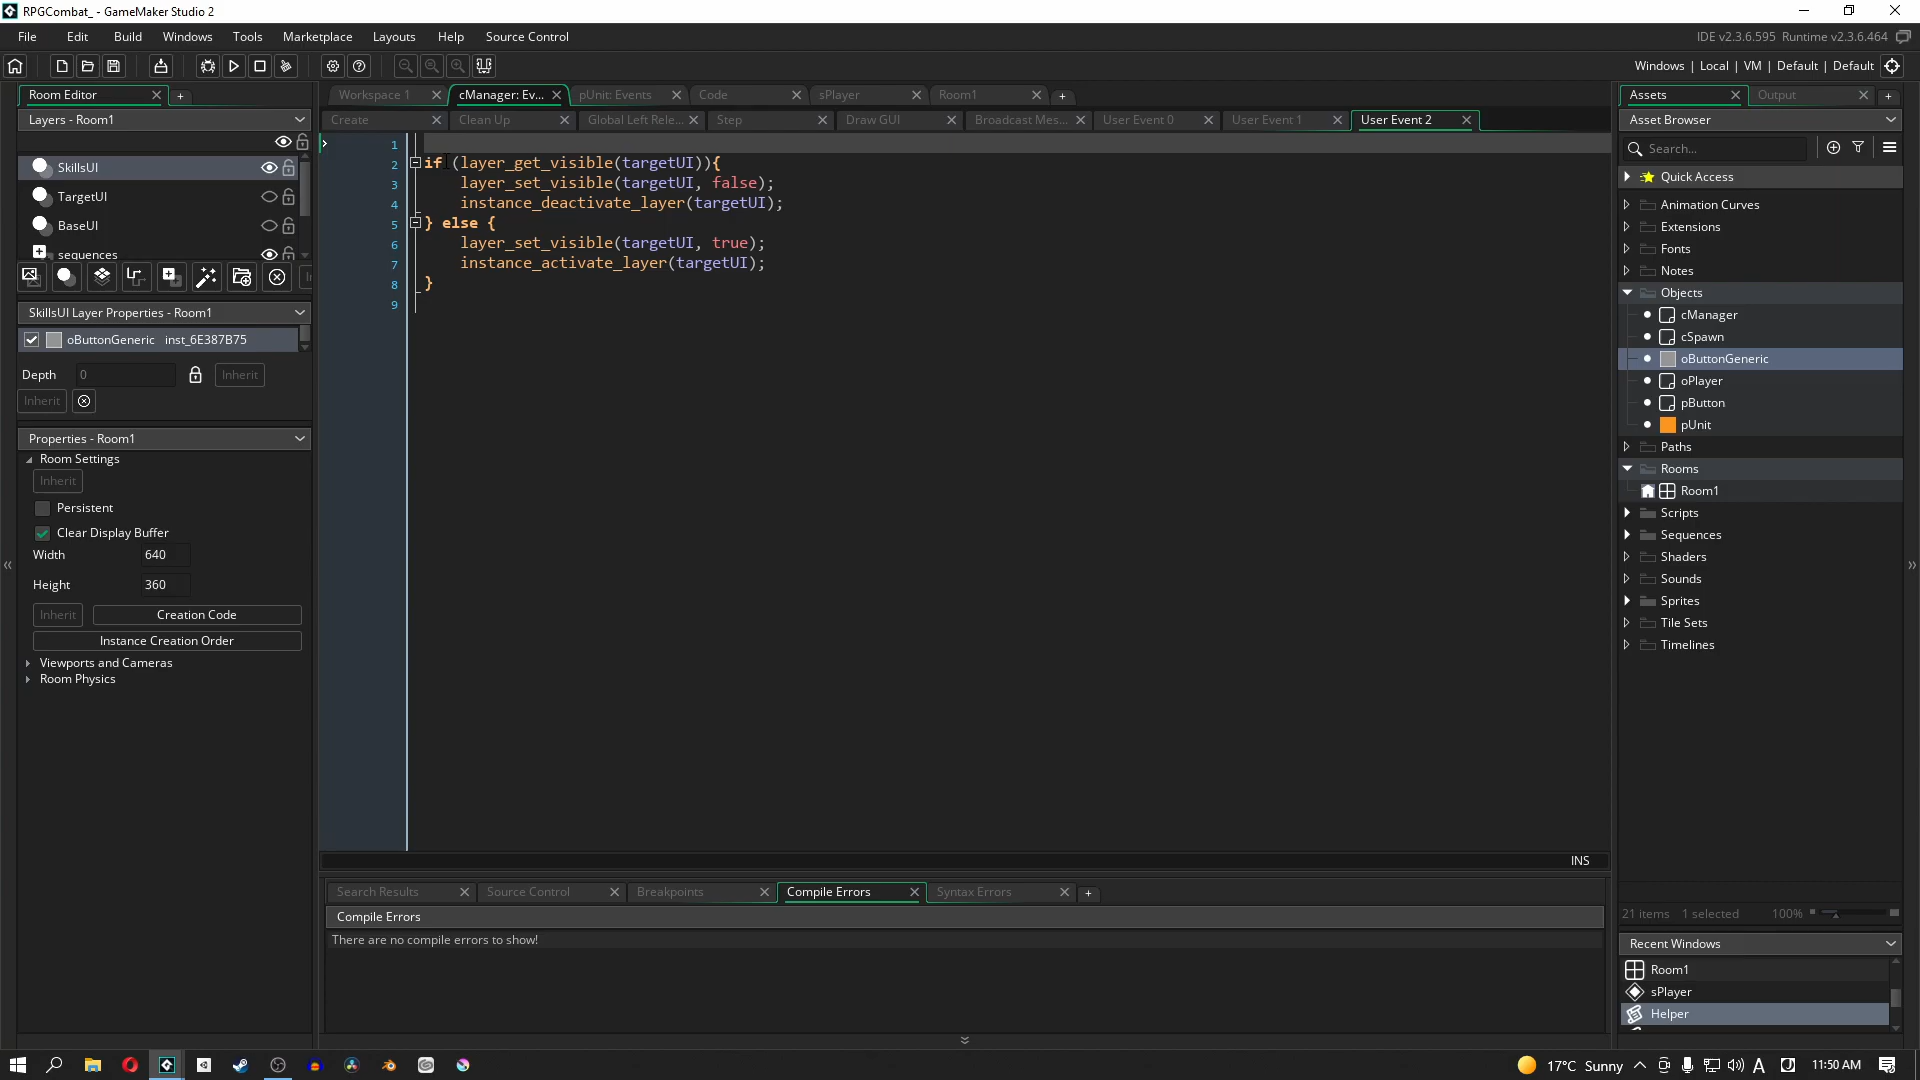 RPGCombat_ - GameMaker Studio 2
File Edit Build Windows Tools Marketplace Layouts Help Source Control
IDE v2.3.6.595 Runtime v2.3.6.464
Windows | Local | VM | Default | Default
Room Editor
Layers - Room1
SkillsUI
TargetUI
BaseUI
sequences
SkillsUI Layer Properties - Room1
oButtonGeneric inst_6E387B75
Depth 0 Inherit
Inherit
Properties - Room1
Room Settings
Inherit
Persistent
Clear Display Buffer
Width 640
Height 360
Inherit Creation Code
Instance Creation Order
Viewports and Cameras
Room Physics
Workspace 1 cManager: Ev... pUnit: Events Code sPlayer Room1
Create Clean Up Global Left Rele... Step Draw GUI Broadcast Mes... User Event 0 User Event 1 User Event 2
1
2 if (layer_get_visible(targetUI)){
3 layer_set_visible(targetUI, false);
4 instance_deactivate_layer(targetUI);
5 } else {
6 layer_set_visible(targetUI, true);
7 instance_activate_layer(targetUI);
8 }
9
INS
Search Results Source Control Breakpoints Compile Errors Syntax Errors
Compile Errors
There are no compile errors to show!
Assets Output
Asset Browser
Search...
Quick Access
Animation Curves
Extensions
Fonts
Notes
Objects
cManager
cSpawn
oButtonGeneric
oPlayer
pButton
pUnit
Paths
Rooms
Room1
Scripts
Sequences
Shaders
Sounds
Sprites
Tile Sets
Timelines
21 items 1 selected 100%
Recent Windows
Room1
sPlayer
Helper
17°C Sunny A 11:50 AM